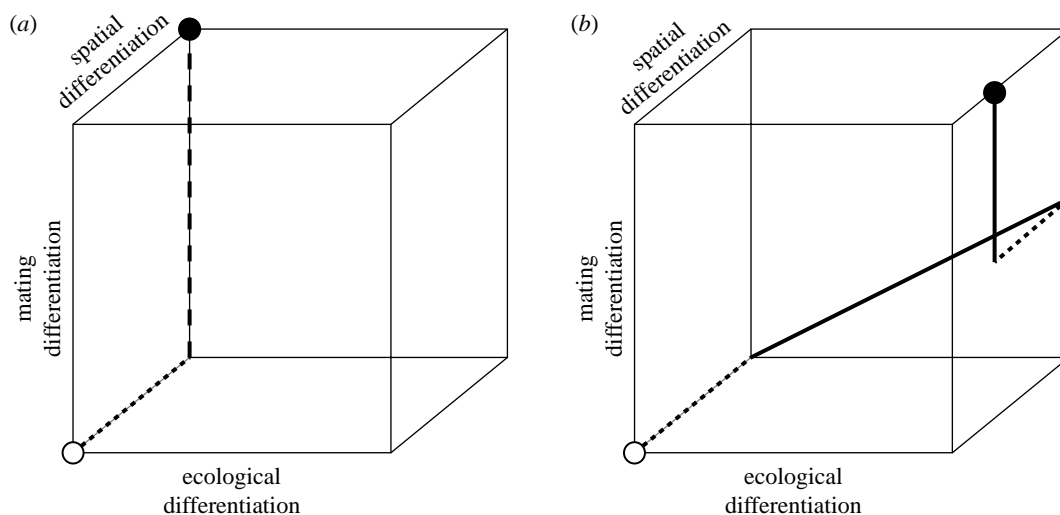 (a)
spatial
differentiation
mating
differentiation
ecological
differentiation
(b)
spatial
differentiation
mating
differentiation
ecological
differentiation